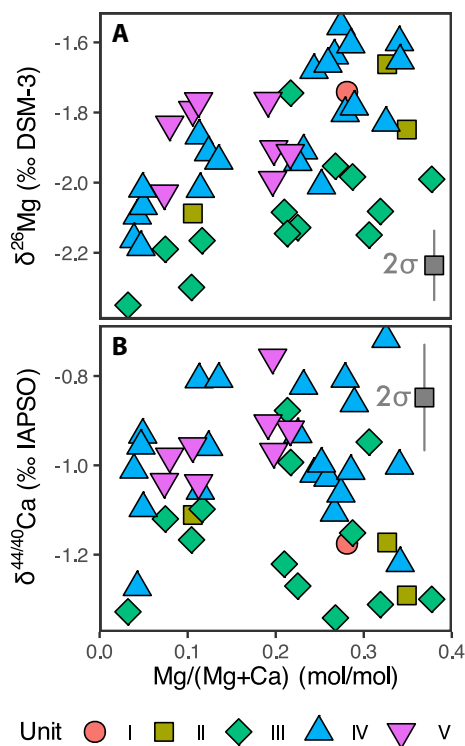 A
δ²⁶Mg (‰ DSM-3)
-1.6
-1.8
-2.0
-2.2
2σ
B
δ⁴⁴/⁴⁰Ca (‰ IAPSO)
-0.8
-1.0
-1.2
2σ
0.0 0.1 0.2 0.3 0.4
Mg/(Mg+Ca) (mol/mol)
Unit I II III IV V